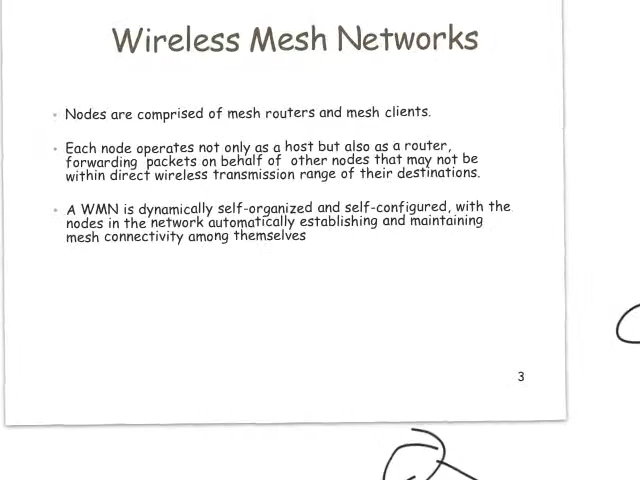 Wireless Mesh Networks
• Nodes are comprised of mesh routers and mesh clients.
• Each node operates not only as a host but also as a router,
forwarding packets on behalf of other nodes that may not be
within direct wireless transmission range of their destinations.
• A WMN is dynamically self-organized and self-configured, with the
nodes in the network automatically establishing and maintaining
mesh connectivity among themselves
3